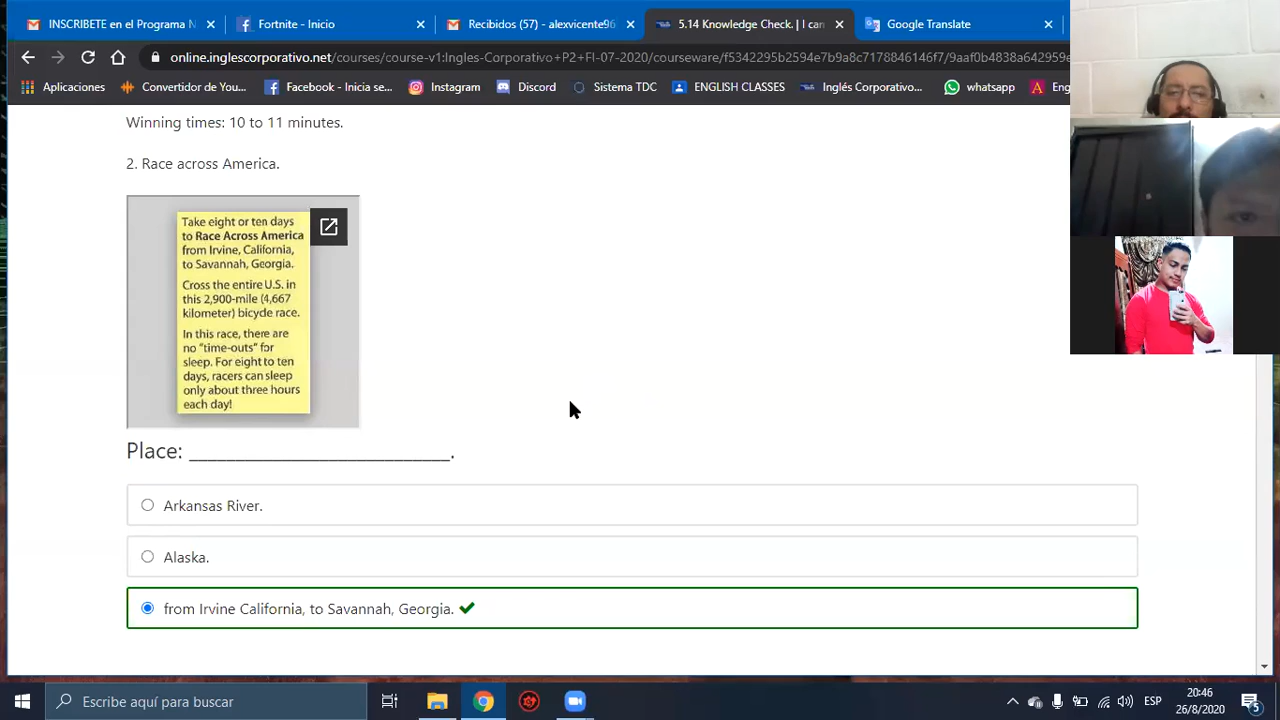 INSCRIBETE en el Programa N
Fortnite - Inicio
Recibidos (57) - alexvicente96
5.14 Knowledge Check. | I can
Google Translate
online.inglescorporativo.net/courses/course-v1:Ingles-Corporativo+P2+FI-07-2020/courseware/f5342295b2594e7b9a8c7178846146f7/9aaf0b4838a642959e
Aplicaciones
Convertidor de You...
Facebook - Inicia se...
Instagram
Discord
Sistema TDC
ENGLISH CLASSES
Inglés Corporativo...
whatsapp
Eng
Winning times: 10 to 11 minutes.
2. Race across America.
Take eight or ten days
to Race Across America
from Irvine, California,
to Savannah, Georgia.
Cross the entire U.S. in
this 2,900-mile (4,667
kilometer) bicycle race.
In this race, there are
no “time-outs” for
sleep. For eight to ten
days, racers can sleep
only about three hours
each day!
Place: ___________________________.
Arkansas River.
Alaska.
from Irvine California, to Savannah, Georgia.
Escribe aquí para buscar
ESP
20:46
26/8/2020
5